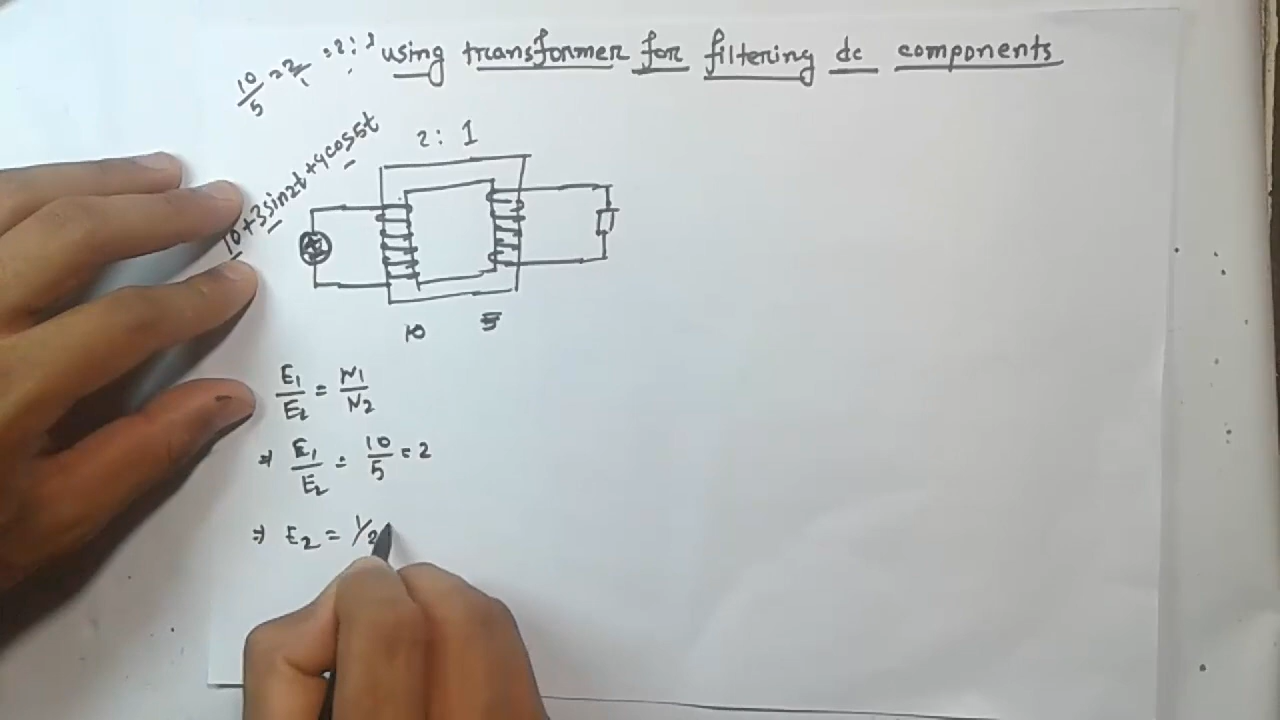 using transformer for filtering dc components
10/5 = 2/1 = 2:1
2:1
10+3sin2t+4cos5t
10 5
E1/E2 = N1/N2
⇒ E1/E2 = 10/5 = 2
⇒ E2 = 1/2